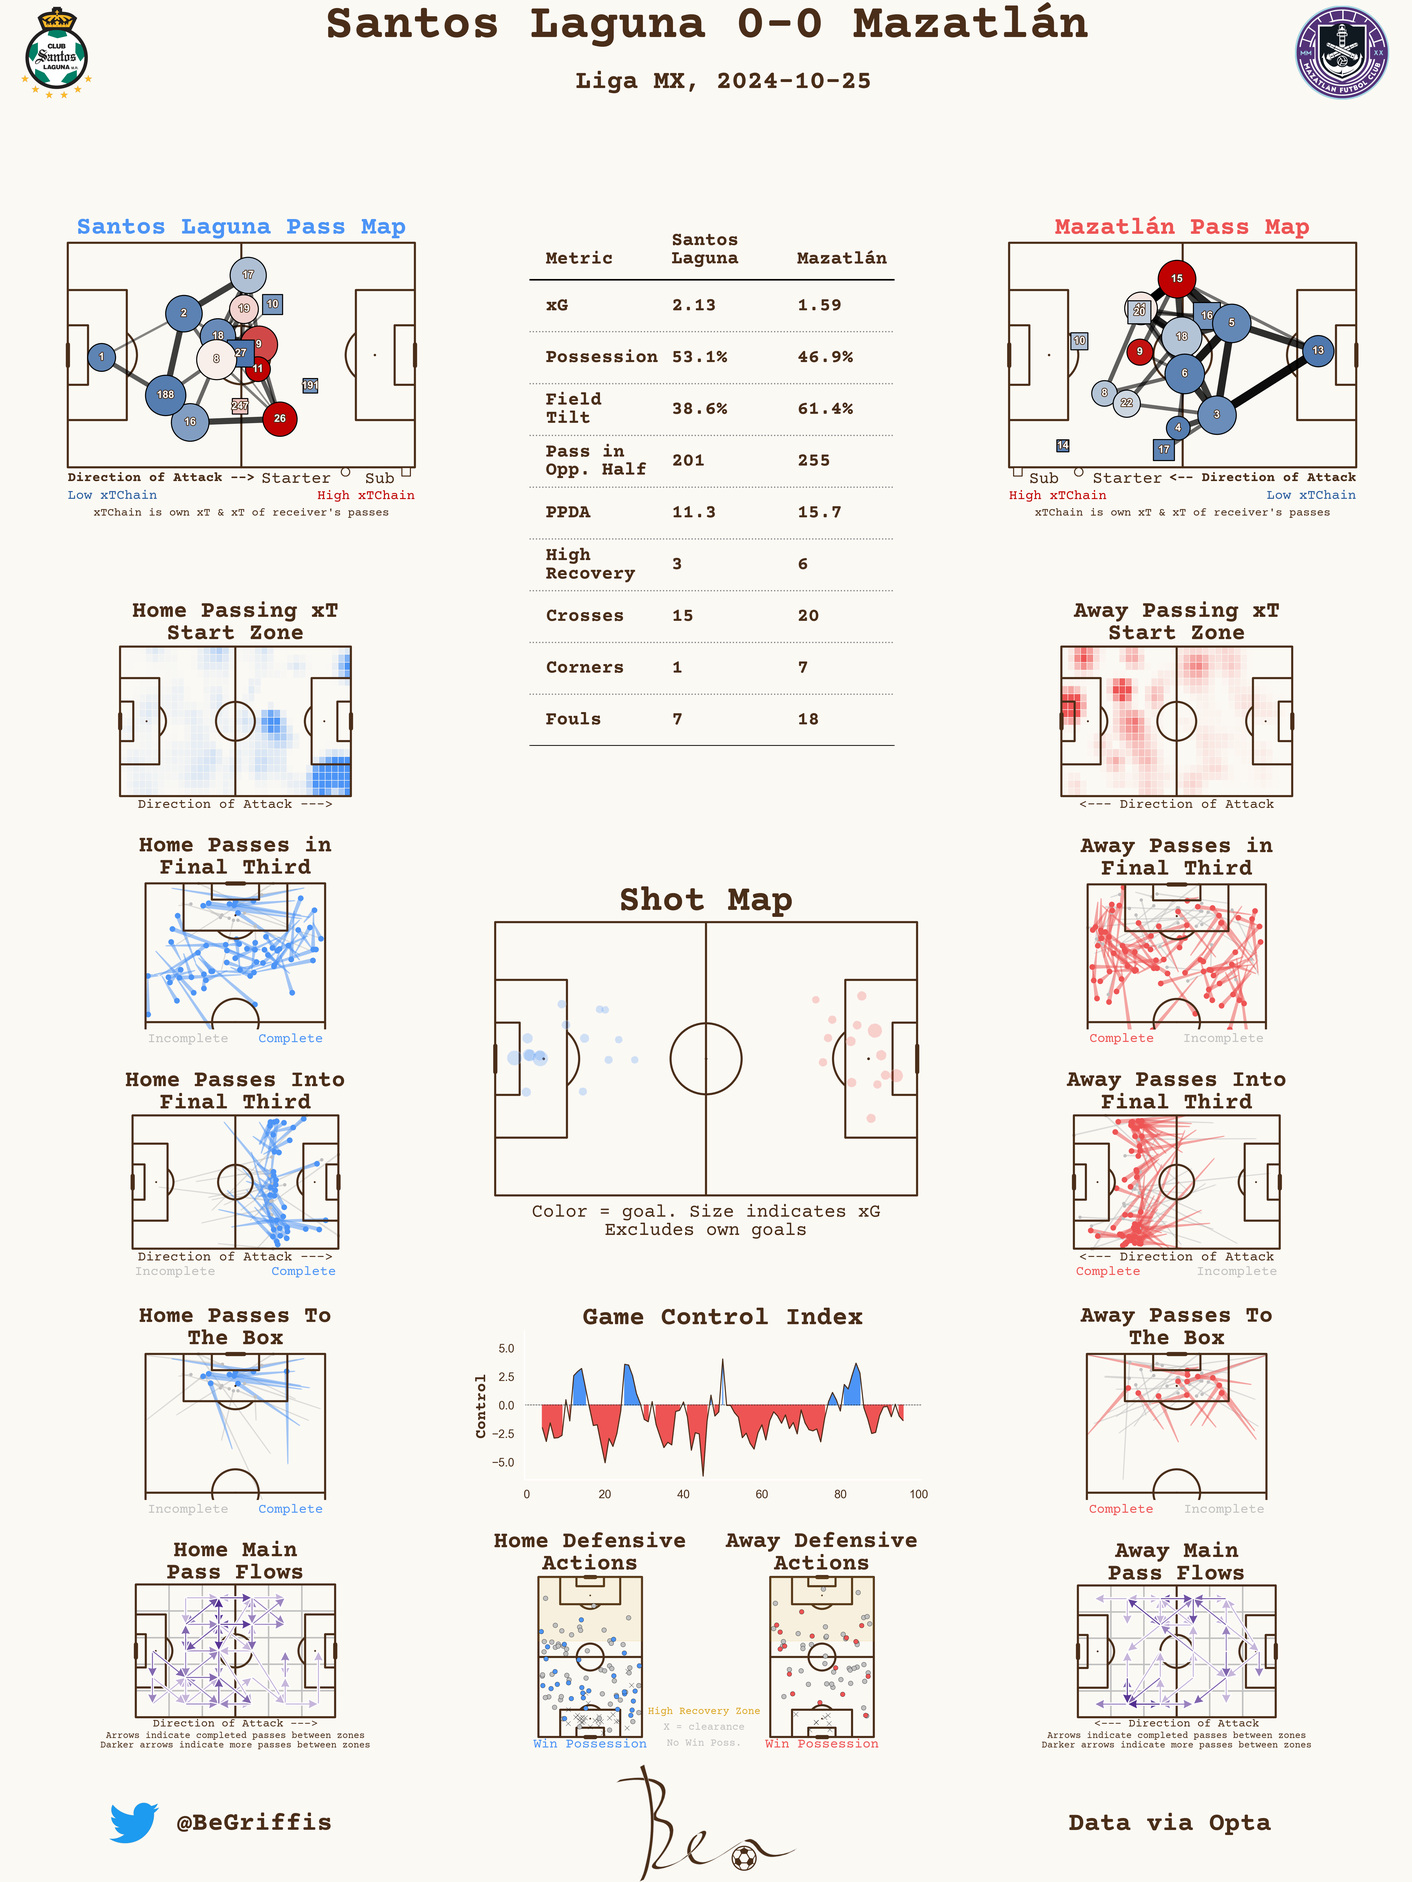 Santos Laguna 0-0 Mazatlán
Liga MX, 2024-10-25
CLUB
Santos
LAGUNA
MM XX
MAZATLAN FUTBOL CLUB
Santos Laguna Pass Map
17
2
10
19
18
9
27
8
1
11
191
188
247
16
26
Direction of Attack --> Starter Sub
Low xTChain High xTChain
xTChain is own xT & xT of receiver's passes
Metric Santos Laguna Mazatlán
xG 2.13 1.59
Possession 53.1% 46.9%
Field Tilt 38.6% 61.4%
Pass in Opp. Half 201 255
PPDA 11.3 15.7
High Recovery 3 6
Crosses 15 20
Corners 1 7
Fouls 7 18
Mazatlán Pass Map
15
20
16
5
10
18
9
13
6
8
22
3
4
14
17
Sub Starter <-- Direction of Attack
High xTChain Low xTChain
xTChain is own xT & xT of receiver's passes
Home Passing xT
Start Zone
Direction of Attack --->
Away Passing xT
Start Zone
<--- Direction of Attack
Home Passes in
Final Third
Incomplete Complete
Away Passes in
Final Third
Complete Incomplete
Shot Map
Color = goal. Size indicates xG
Excludes own goals
Home Passes Into
Final Third
Direction of Attack --->
Incomplete Complete
Away Passes Into
Final Third
<--- Direction of Attack
Complete Incomplete
Home Passes To
The Box
Incomplete Complete
Game Control Index
Control
5.0
2.5
0.0
−2.5
−5.0
0 20 40 60 80 100
Away Passes To
The Box
Complete Incomplete
Home Main
Pass Flows
Direction of Attack --->
Arrows indicate completed passes between zones
Darker arrows indicate more passes between zones
Home Defensive
Actions
Win Possession
Away Defensive
Actions
Win Possession
High Recovery Zone
X = clearance
No Win Poss.
Away Main
Pass Flows
<--- Direction of Attack
Arrows indicate completed passes between zones
Darker arrows indicate more passes between zones
@BeGriffis
Ben
Data via Opta